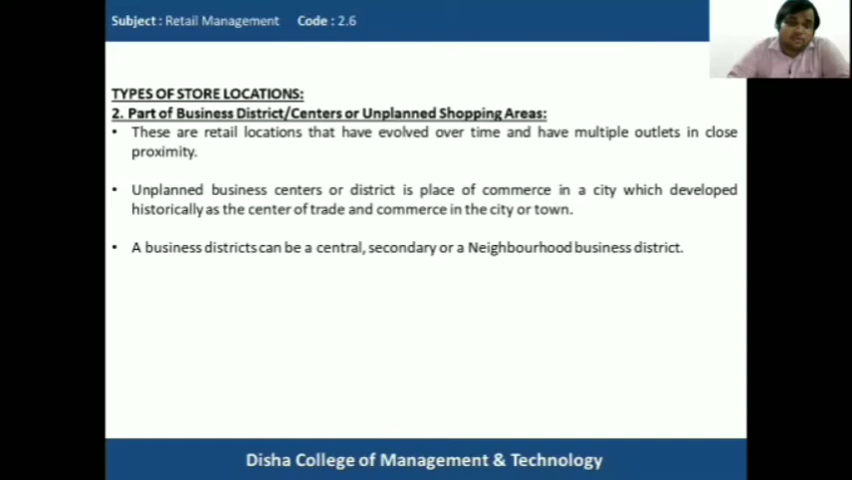 Subject : Retail Management Code : 2.6
TYPES OF STORE LOCATIONS:
2. Part of Business District/Centers or Unplanned Shopping Areas:
• These are retail locations that have evolved over time and have multiple outlets in close
proximity.
• Unplanned business centers or district is place of commerce in a city which developed
historically as the center of trade and commerce in the city or town.
• A business districts can be a central, secondary or a Neighbourhood business district.
Disha College of Management & Technology